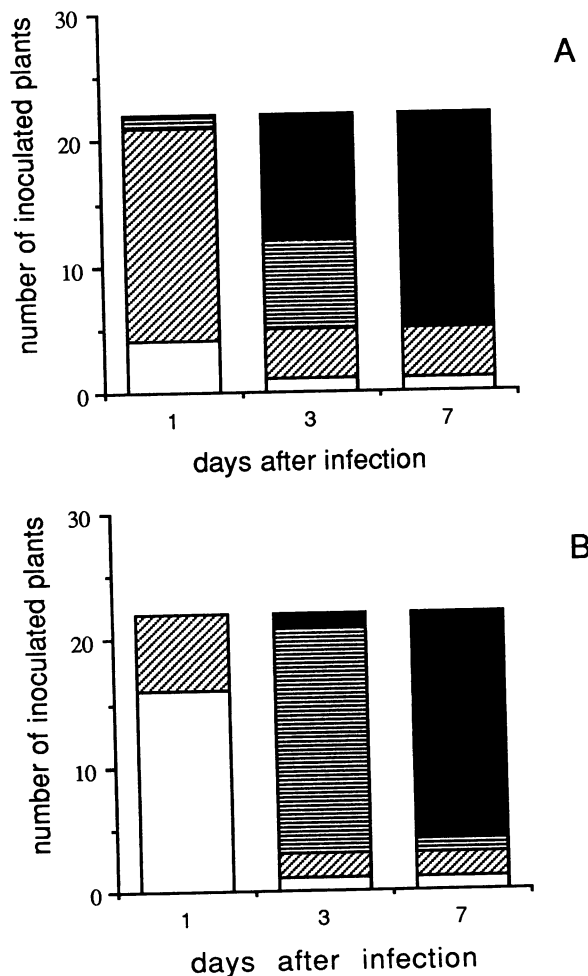 30
A
20
10
0
number of inoculated plants
1 3 7
days after infection
30
B
20
10
0
number of inoculated plants
1 3 7
days after infection